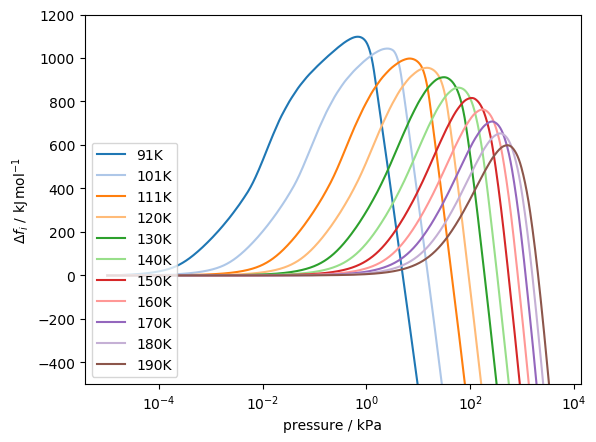 1200
1000
800
600
400
200
0
−200
−400
Δf_j / kJ mol⁻¹
91K
101K
111K
120K
130K
140K
150K
160K
170K
180K
190K
10⁻⁴
10⁻²
10⁰
10²
10⁴
pressure / kPa